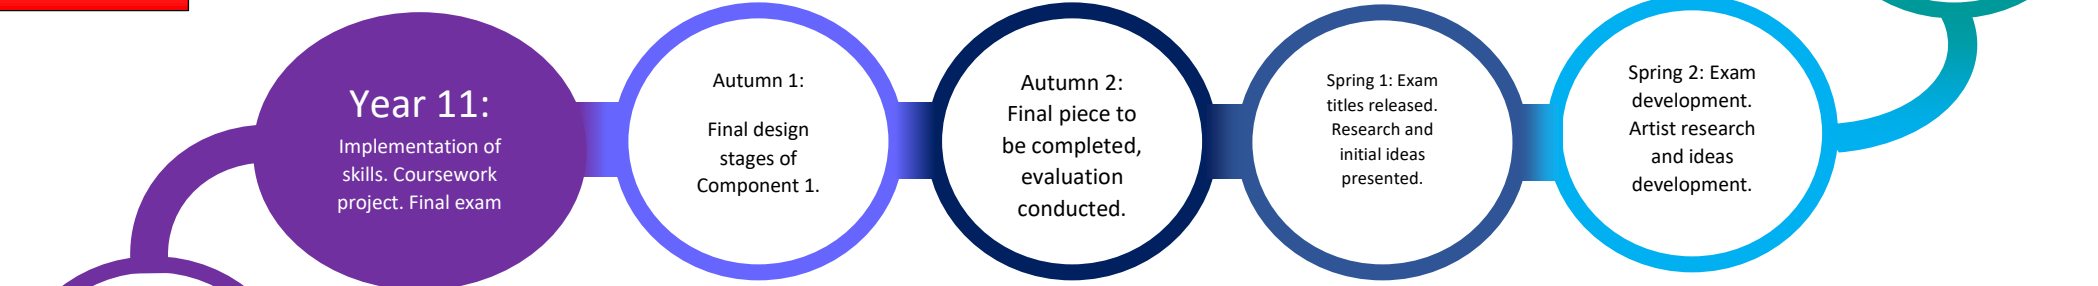 Year 11:
Implementation of
skills. Coursework
project. Final exam
Autumn 1:
Final design
stages of
Component 1.
Autumn 2:
Final piece to
be completed,
evaluation
conducted.
Spring 1: Exam
titles released.
Research and
initial ideas
presented.
Spring 2: Exam
development.
Artist research
and ideas
development.